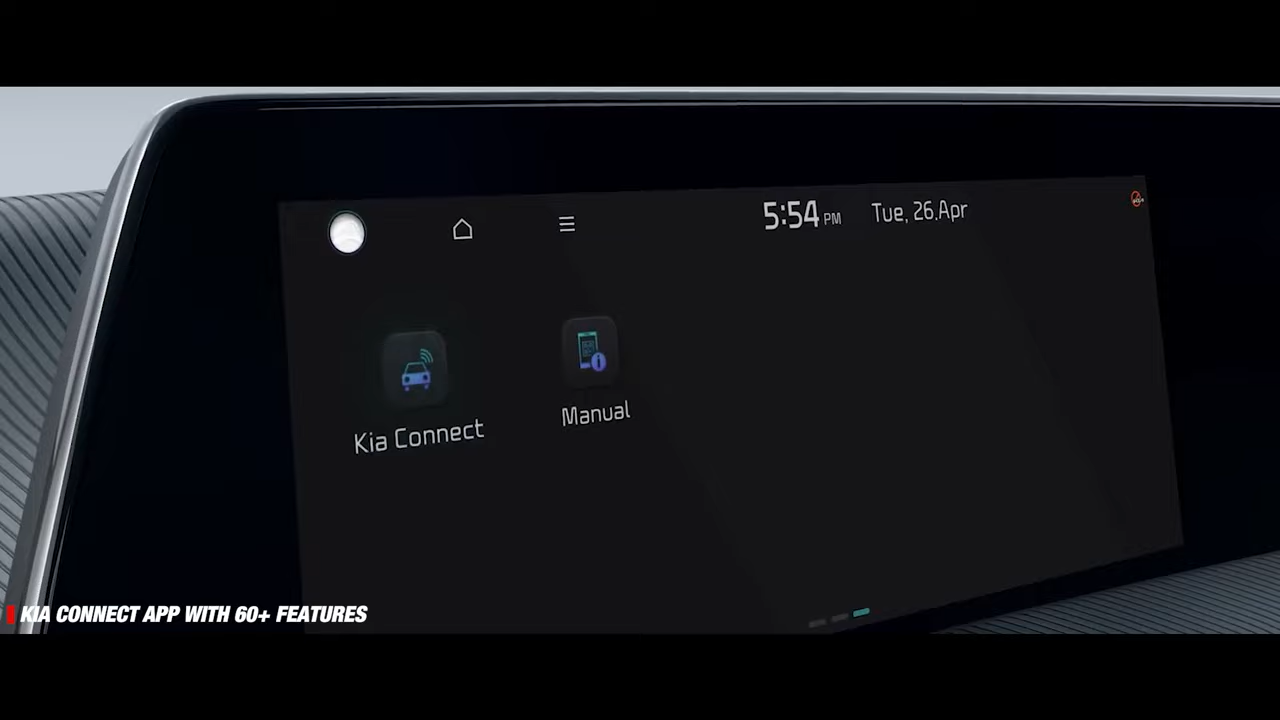 5:54 PM Tue, 26.Apr
Kia Connect
Manual
KIA CONNECT APP WITH 60+ FEATURES